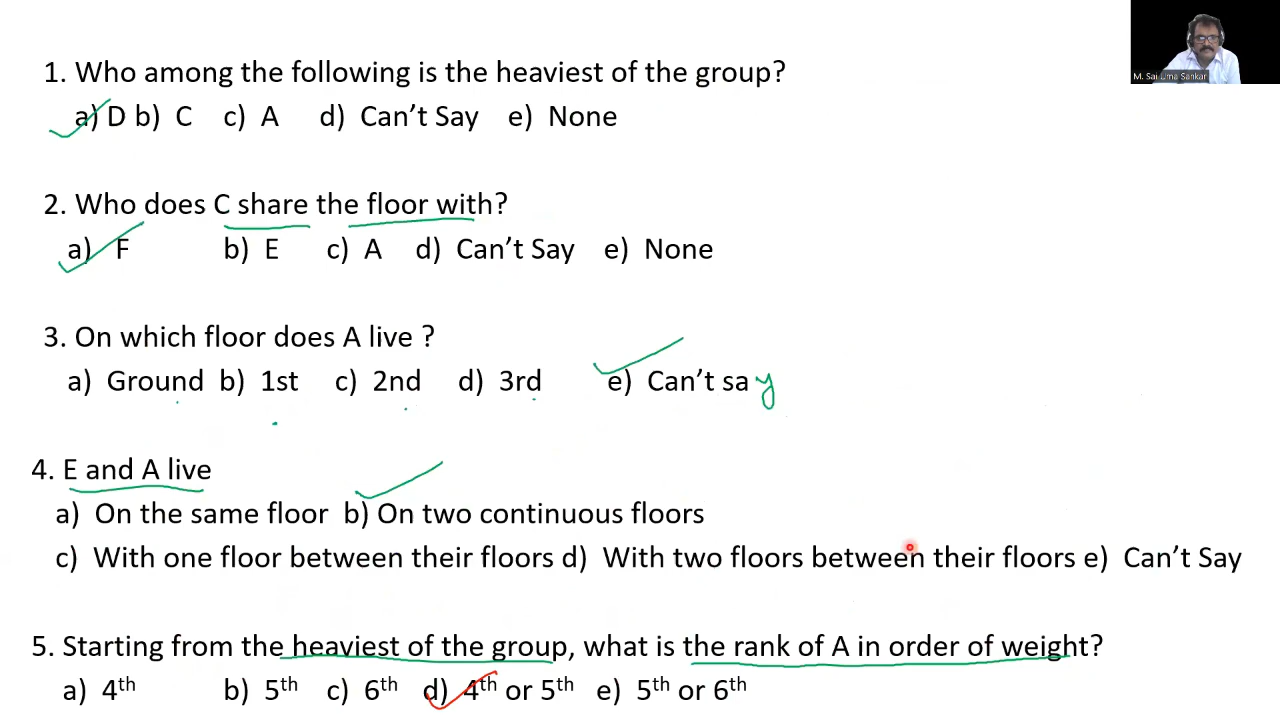 M. Sai Uma Sankar
1. Who among the following is the heaviest of the group?
a) D b) C c) A d) Can't Say e) None
2. Who does C share the floor with?
a) F b) E c) A d) Can't Say e) None
3. On which floor does A live ?
a) Ground b) 1st c) 2nd d) 3rd e) Can't say
4. E and A live
a) On the same floor b) On two continuous floors
c) With one floor between their floors d) With two floors between their floors e) Can't Say
5. Starting from the heaviest of the group, what is the rank of A in order of weight?
a) 4th b) 5th c) 6th d) 4th or 5th e) 5th or 6th